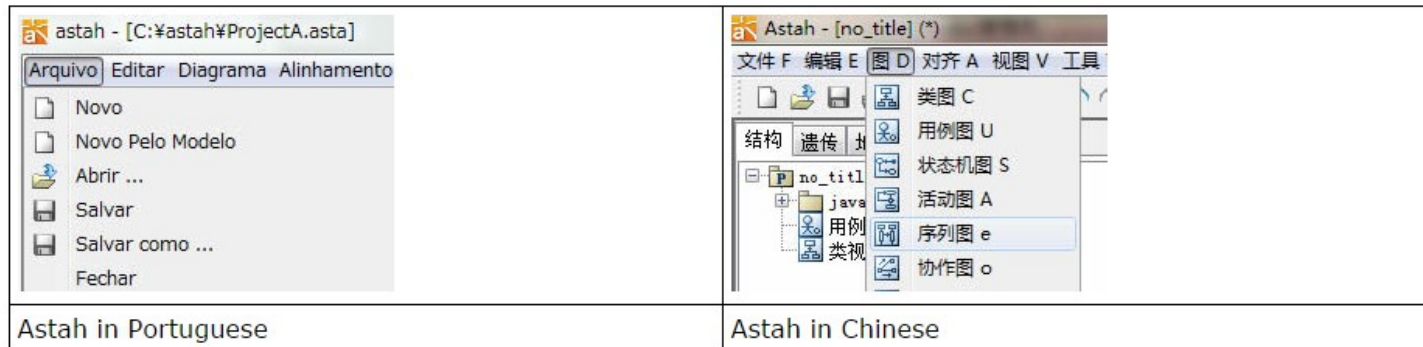 astah - [C:¥astah¥ProjectA.asta]
Arquivo Editar Diagrama Alinhamento
Novo
Novo Pelo Modelo
Abrir ...
Salvar
Salvar como ...
Fechar
Astah in Portuguese
Astah - [no_title] (*)
文件 F 编辑 E 图 D 对齐 A 视图 V 工具
类图 C
用例图 U
状态机图 S
活动图 A
序列图 e
协作图 o
结构 遗传
no_titl
java
用例
类视
Astah in Chinese